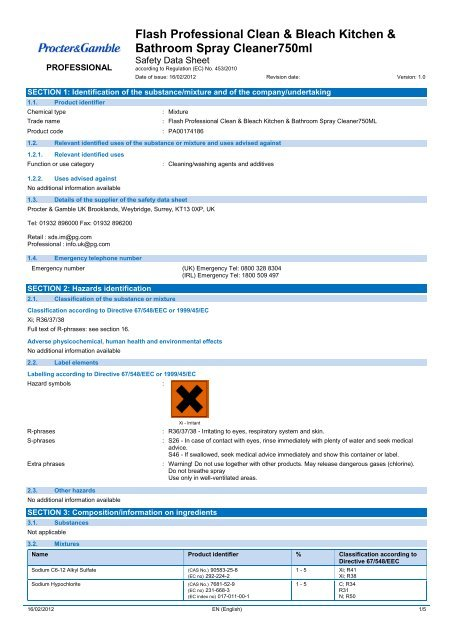 Procter&Gamble
PROFESSIONAL
Flash Professional Clean & Bleach Kitchen &
Bathroom Spray Cleaner750ml
Safety Data Sheet
according to Regulation (EC) No. 453/2010
Date of issue: 16/02/2012 Revision date: Version: 1.0
SECTION 1: Identification of the substance/mixture and of the company/undertaking
1.1. Product identifier
Chemical type : Mixture
Trade name : Flash Professional Clean & Bleach Kitchen & Bathroom Spray Cleaner750ML
Product code : PA00174186
1.2. Relevant identified uses of the substance or mixture and uses advised against
1.2.1. Relevant identified uses
Function or use category : Cleaning/washing agents and additives
1.2.2. Uses advised against
No additional information available
1.3. Details of the supplier of the safety data sheet
Procter & Gamble UK Brooklands, Weybridge, Surrey, KT13 0XP, UK
Tel: 01932 896000 Fax: 01932 896200
Retail : sds.im@pg.com
Professional : info.uk@pg.com
1.4. Emergency telephone number
Emergency number (UK) Emergency Tel: 0800 328 8304
(IRL) Emergency Tel: 1800 509 497
SECTION 2: Hazards identification
2.1. Classification of the substance or mixture
Classification according to Directive 67/548/EEC or 1999/45/EC
Xi; R36/37/38
Full text of R-phrases: see section 16.
Adverse physicochemical, human health and environmental effects
No additional information available
2.2. Label elements
Labelling according to Directive 67/548/EEC or 1999/45/EC
Hazard symbols :
Xi - Irritant
R-phrases : R36/37/38 - Irritating to eyes, respiratory system and skin.
S-phrases : S26 - In case of contact with eyes, rinse immediately with plenty of water and seek medical
advice.
S46 - If swallowed, seek medical advice immediately and show this container or label.
Extra phrases : Warning! Do not use together with other products. May release dangerous gases (chlorine).
Do not breathe spray
Use only in well-ventilated areas.
2.3. Other hazards
No additional information available
SECTION 3: Composition/information on ingredients
3.1. Substances
Not applicable
3.2. Mixtures
Name Product identifier % Classification according to
Directive 67/548/EEC
Sodium C6-12 Alkyl Sulfate (CAS No.) 90583-25-8 1 - 5 Xi; R41
(EC no) 292-224-2 Xi; R38
Sodium Hypochlorite (CAS No.) 7681-52-9 1 - 5 C; R34
(EC no) 231-668-3 R31
(EC index no) 017-011-00-1 N; R50
16/02/2012 EN (English) 1/5